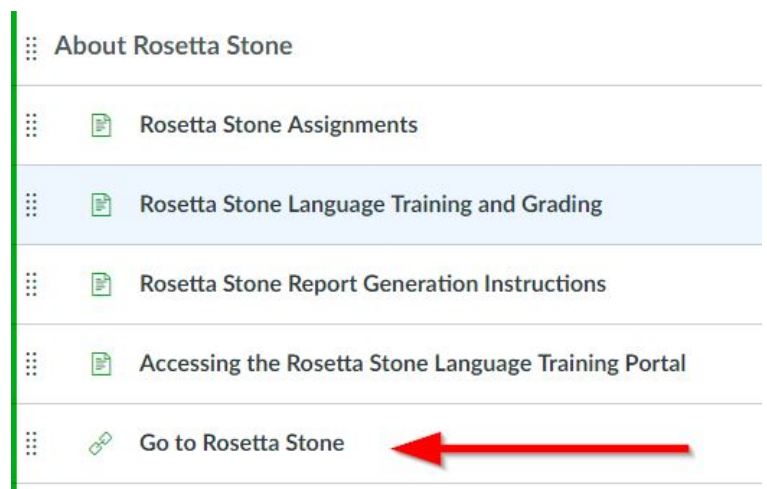 About Rosetta Stone
Rosetta Stone Assignments
Rosetta Stone Language Training and Grading
Rosetta Stone Report Generation Instructions
Accessing the Rosetta Stone Language Training Portal
Go to Rosetta Stone